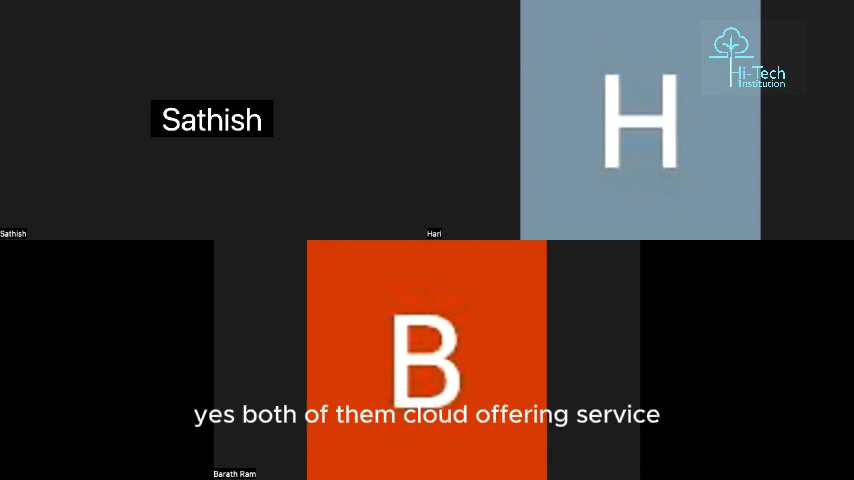 Sathish
H
Hi-Tech
Institution
Sathish
Hari
B
yes both of them cloud offering service
Barath Ram